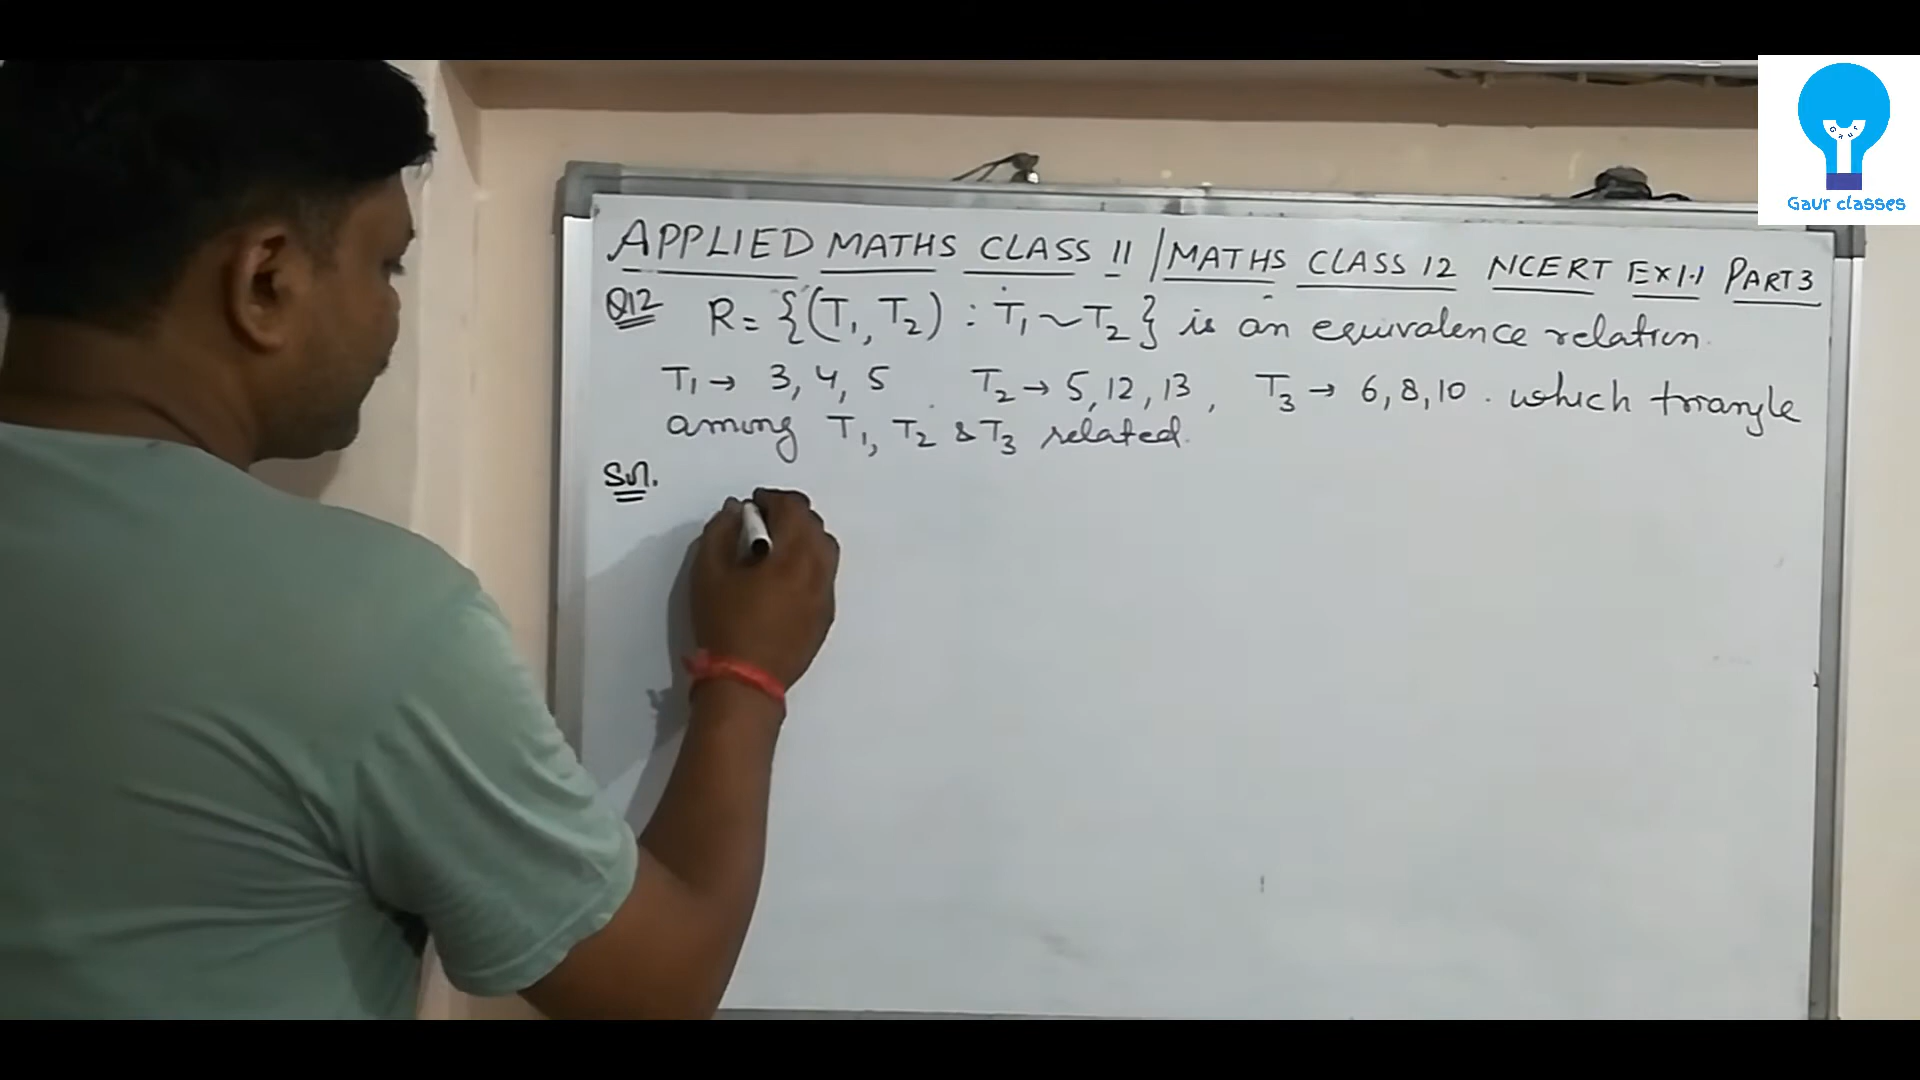 Gaur
Gaur classes
APPLIED MATHS CLASS 11 / MATHS CLASS 12 NCERT EX 1.1 PART 3
Q12 R = {(T₁, T₂) : T₁ ~ T₂} is an equivalence relation.
T₁ → 3, 4, 5 T₂ → 5, 12, 13, T₃ → 6, 8, 10 . which triangle
among T₁, T₂ & T₃ related.
Sol.